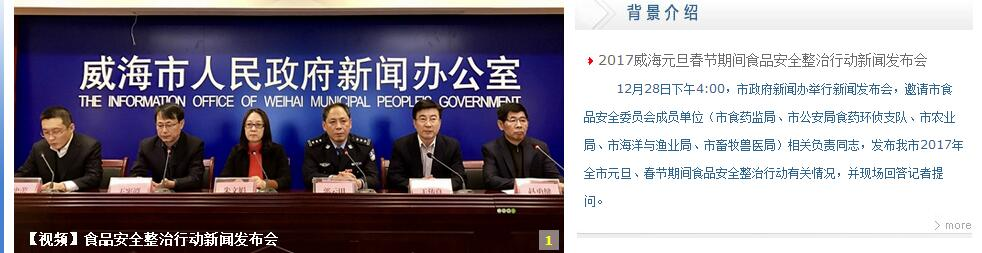 威海市人民政府新闻办公室
THE INFORMATION OFFICE OF WEIHAI MUNICIPAL PEOPLE'S GOVERNMENT
【视频】食品安全整治行动新闻发布会
1
背景介绍
2017威海元旦春节期间食品安全整治行动新闻发布会
12月28日下午4:00，市政府新闻办举行新闻发布会，邀请市食
品安全委员会成员单位（市食药监局、市公安局食药环侦支队、市农业
局、市海洋与渔业局、市畜牧兽医局）相关负责同志，发布我市2017年
全市元旦、春节期间食品安全整治行动有关情况，并现场回答记者提
问。
> more